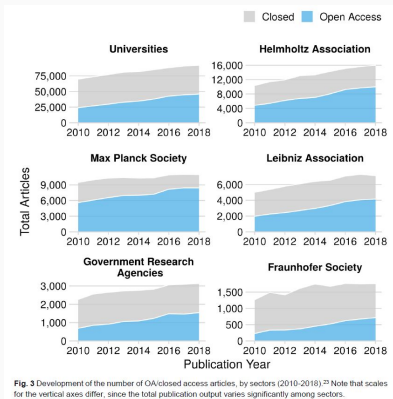 Closed Open Access
Universities
75,000
50,000
25,000
0
2010 2012 2014 2016 2018
Helmholtz Association
16,000
12,000
8,000
4,000
0
2010 2012 2014 2016 2018
Max Planck Society
9,000
6,000
3,000
0
2010 2012 2014 2016 2018
Leibniz Association
6,000
4,000
2,000
0
2010 2012 2014 2016 2018
Government Research
Agencies
3,000
2,000
1,000
0
2010 2012 2014 2016 2018
Fraunhofer Society
1,500
1,000
500
0
2010 2012 2014 2016 2018
Total Articles
Publication Year
Fig. 3 Development of the number of OA/closed access articles, by sectors (2010-2018).23 Note that scales
for the vertical axes differ, since the total publication output varies significantly among sectors.